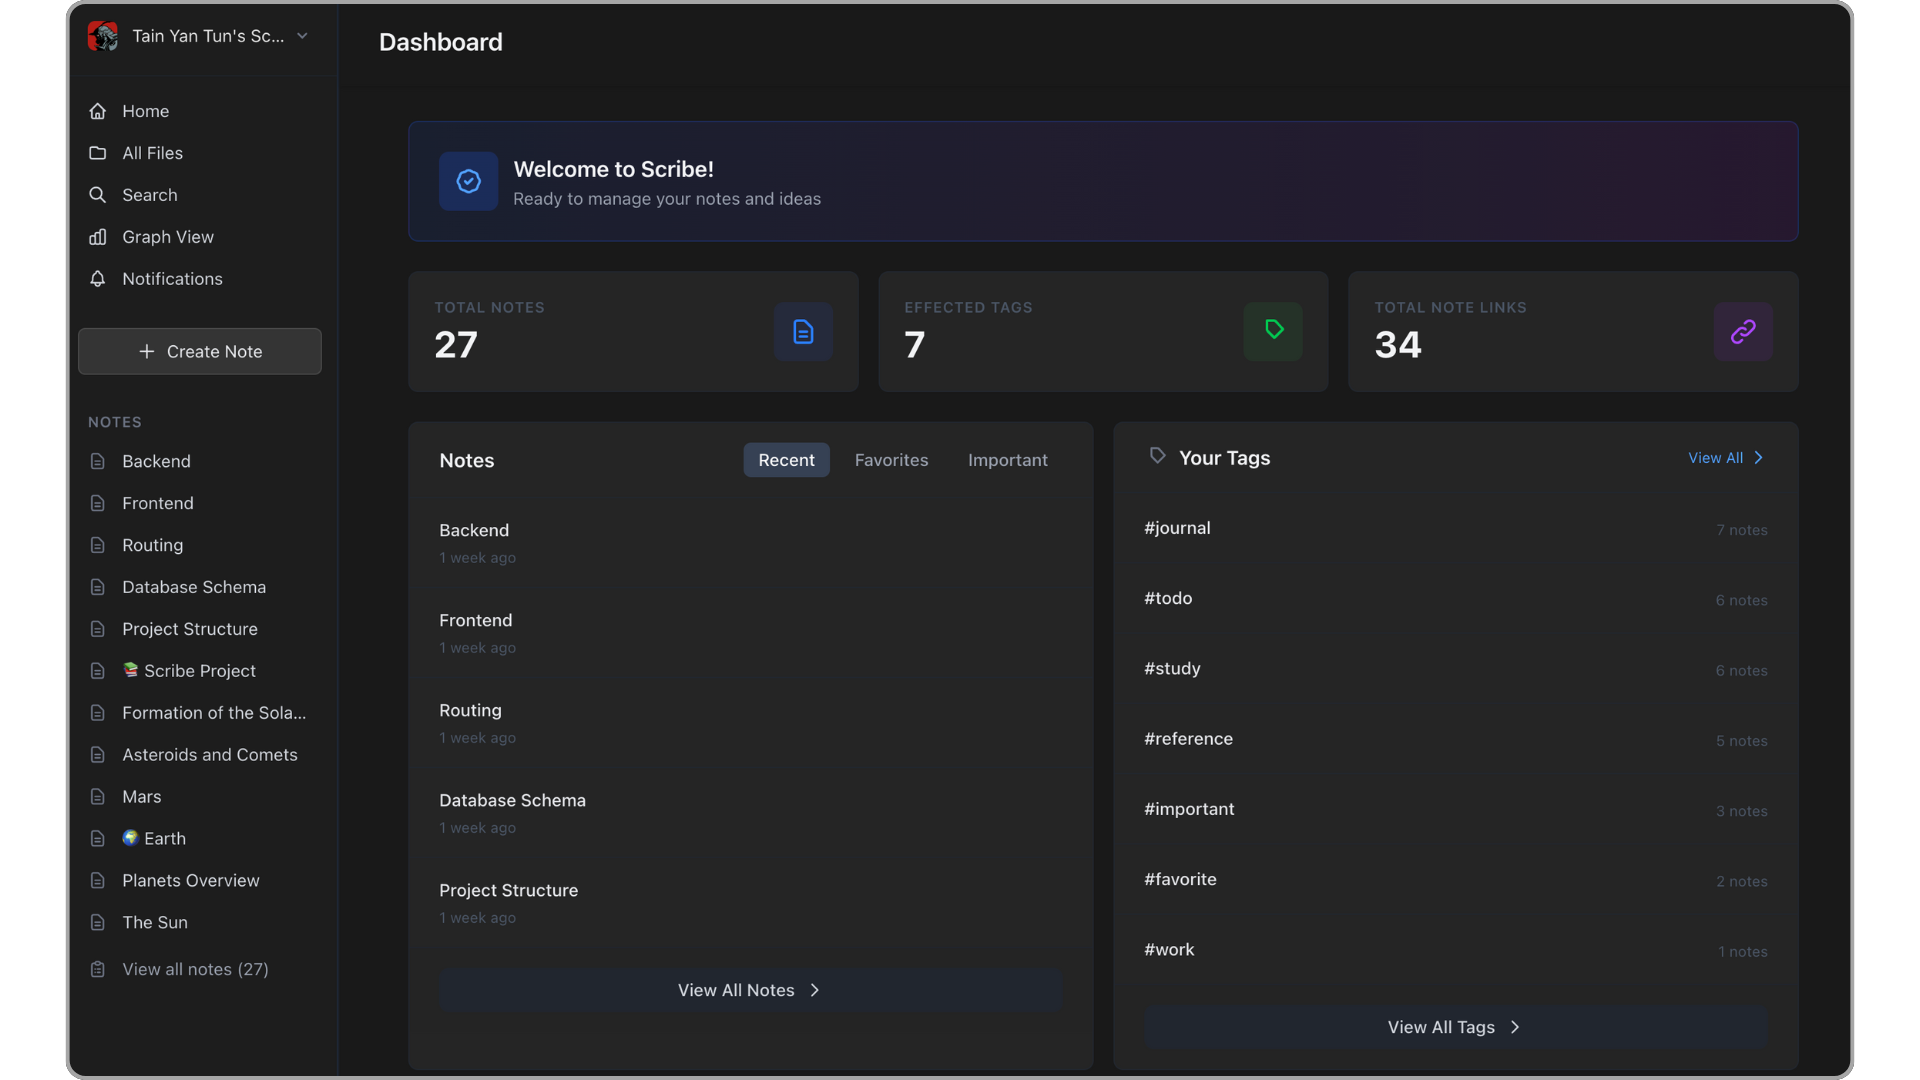 Tain Yan Tun's Sc...
Home
All Files
Search
Graph View
Notifications
Create Note
NOTES
Backend
Frontend
Routing
Database Schema
Project Structure
📚 Scribe Project
Formation of the Sola...
Asteroids and Comets
Mars
🌍 Earth
Planets Overview
The Sun
View all notes (27)
Dashboard
Welcome to Scribe!
Ready to manage your notes and ideas
TOTAL NOTES
27
EFFECTED TAGS
7
TOTAL NOTE LINKS
34
Notes Recent Favorites Important
Backend
1 week ago
Frontend
1 week ago
Routing
1 week ago
Database Schema
1 week ago
Project Structure
1 week ago
View All Notes
Your Tags View All
#journal 7 notes
#todo 6 notes
#study 6 notes
#reference 5 notes
#important 3 notes
#favorite 2 notes
#work 1 notes
View All Tags